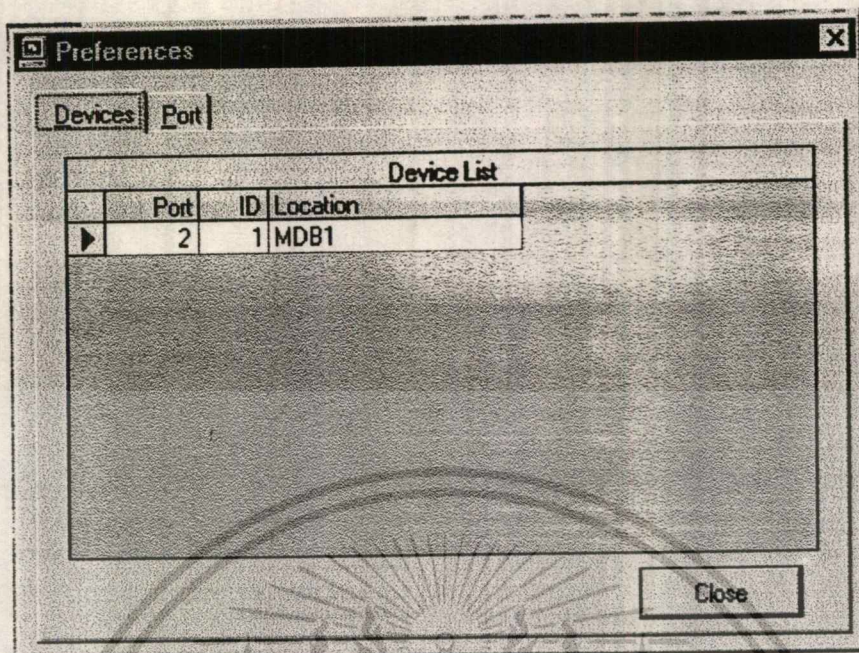 Preferences
Devices Port
Device List
Port ID Location
2 1 MDB1
Close